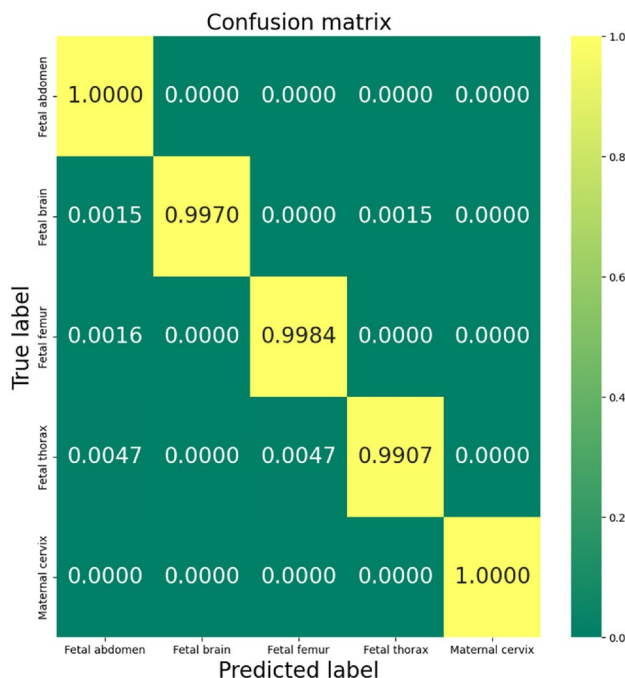 Confusion matrix
Fetal abdomen 1.0000 0.0000 0.0000 0.0000 0.0000
Fetal brain 0.0015 0.9970 0.0000 0.0015 0.0000
Fetal femur 0.0016 0.0000 0.9984 0.0000 0.0000
Fetal thorax 0.0047 0.0000 0.0047 0.9907 0.0000
Maternal cervix 0.0000 0.0000 0.0000 0.0000 1.0000
True label
Fetal abdomen Fetal brain Fetal femur Fetal thorax Maternal cervix
Predicted label
1.0
0.8
0.6
0.4
0.2
0.0